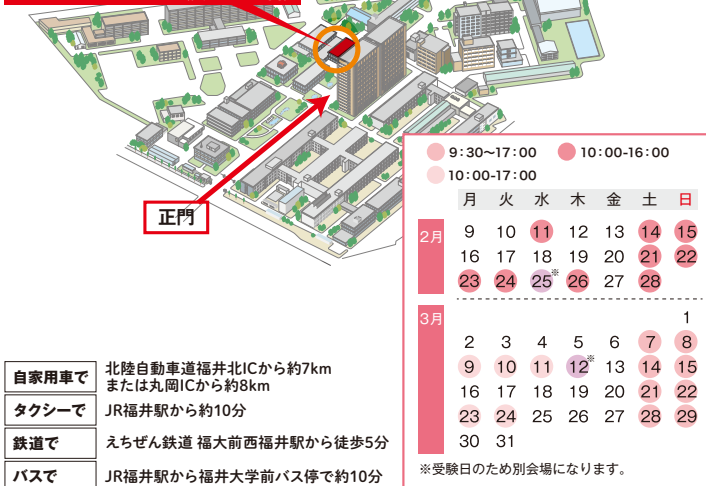 正門
9:30〜17:00 10:00-16:00
10:00-17:00
月 火 水 木 金 土 日
2月
9 10 11 12 13 14 15
16 17 18 19 20 21 22
23 24 25※ 26 27 28
3月
1
2 3 4 5 6 7 8
9 10 11 12※ 13 14 15
16 17 18 19 20 21 22
23 24 25 26 27 28 29
30 31
※受験日のため別会場になります。
自家用車で 北陸自動車道福井北ICから約7km
または丸岡ICから約8km
タクシーで JR福井駅から約10分
鉄道で えちぜん鉄道 福大前西福井駅から徒歩5分
バスで JR福井駅から福井大学前バス停で約10分